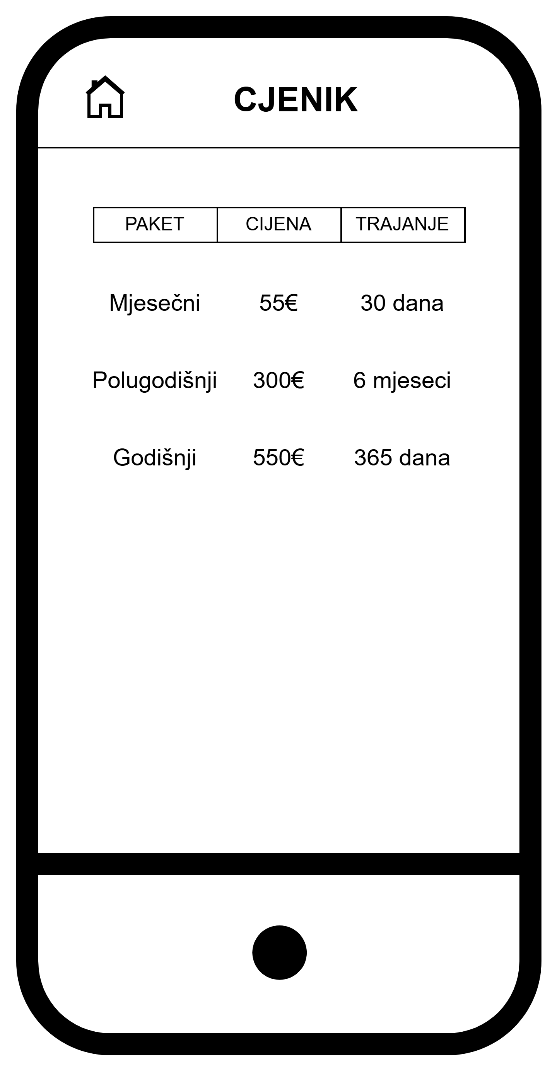 CJENIK
PAKET CIJENA TRAJANJE
Mjesečni 55€ 30 dana
Polugodišnji 300€ 6 mjeseci
Godišnji 550€ 365 dana